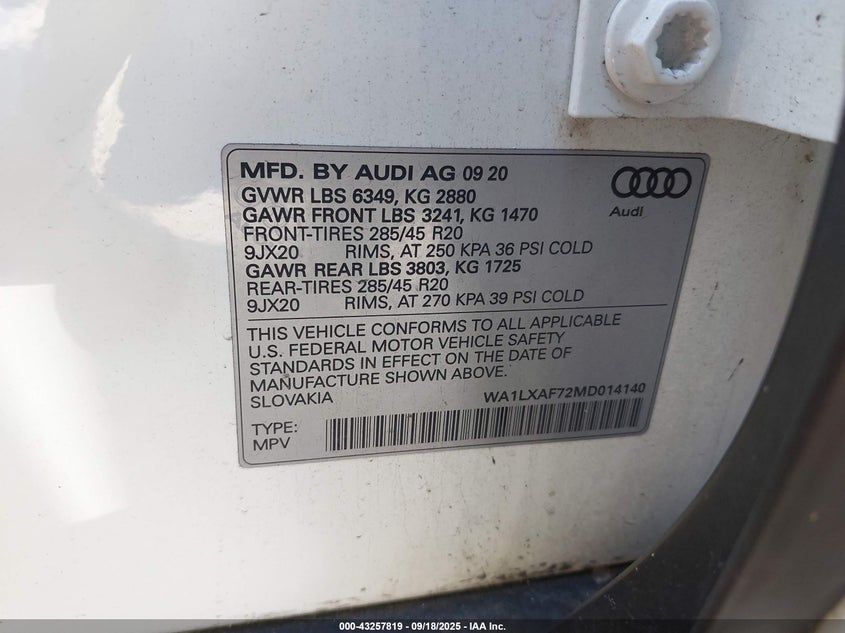 MFD. BY AUDI AG 09 20
GVWR LBS 6349, KG 2880
GAWR FRONT LBS 3241, KG 1470
FRONT-TIRES 285/45 R20
9JX20 RIMS, AT 250 KPA 36 PSI COLD
GAWR REAR LBS 3803, KG 1725
REAR-TIRES 285/45 R20
9JX20 RIMS, AT 270 KPA 39 PSI COLD
Audi
THIS VEHICLE CONFORMS TO ALL APPLICABLE
U.S. FEDERAL MOTOR VEHICLE SAFETY
STANDARDS IN EFFECT ON THE DATE OF
MANUFACTURE SHOWN ABOVE.
SLOVAKIA WA1LXAF72MD014140
TYPE:
MPV
000-43257819 - 09/18/2025 - IAA Inc.